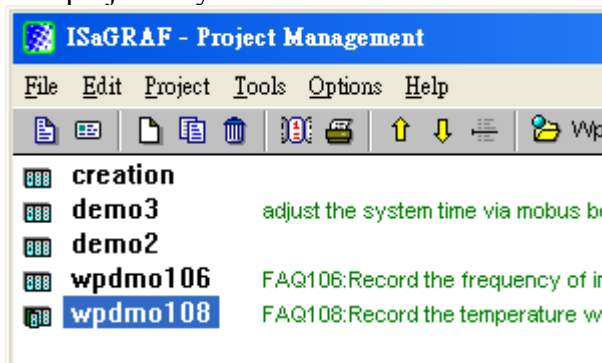 ISaGRAF - Project Management
File Edit Project Tools Options Help
creation
demo3 adjust the system time via mobus
demo2
wpdmo106 FAQ106:Record the frequency of
wpdmo108 FAQ108:Record the temperature